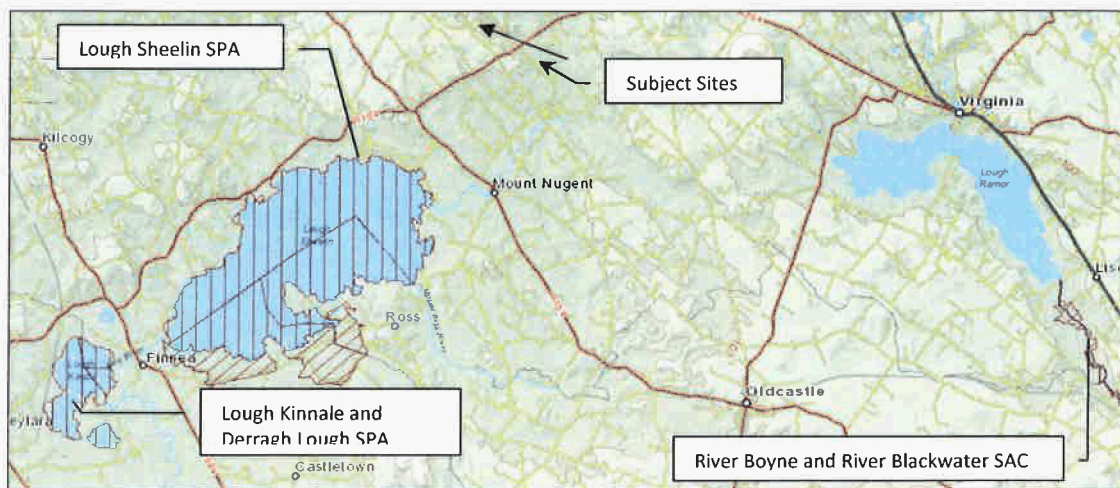 Lough Sheelin SPA
Subject Sites
Virginia
Kilcogy
Lough
Ramor
Mount Nugent
Lough
Ross
Finnea
Oldcastle
Lough Kinnale and
Derragh Lough SPA
Castletown
River Boyne and River Blackwater SAC